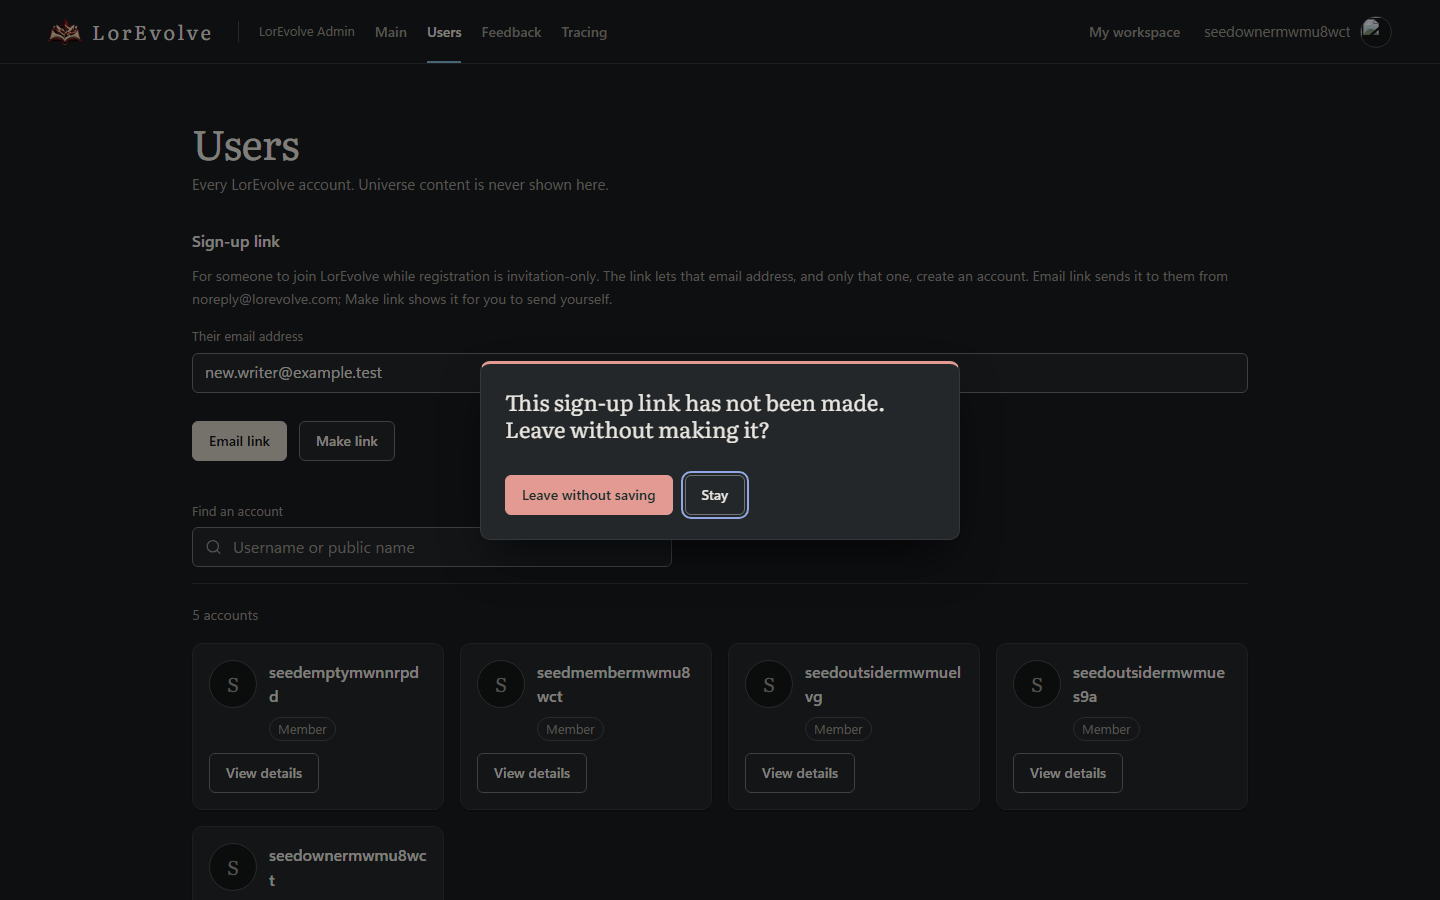 LorEvolve
LorEvolve Admin
Main
Users
Feedback
Tracing
My workspace
seedownermwmu8wct
Users
Every LorEvolve account. Universe content is never shown here.
Sign-up link
For someone to join LorEvolve while registration is invitation-only. The link lets that email address, and only that one, create an account. Email link sends it to them from
noreply@lorevolve.com; Make link shows it for you to send yourself.
Their email address
new.writer@example.test
This sign-up link has not been made.
Leave without making it?
Leave without saving
Stay
Email link
Make link
Find an account
Username or public name
5 accounts
S
seedemptymwnnrpd
d
Member
View details
S
seedmembermwmu8
wct
Member
View details
S
seedoutsidermwmuel
vg
Member
View details
S
seedoutsidermwmue
s9a
Member
View details
S
seedownermwmu8wc
t